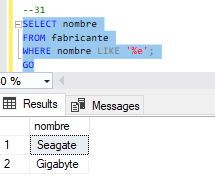 --31
SELECT nombre
FROM fabricante
WHERE nombre LIKE '%e';
GO
0 %
Results Messages
nombre
1 Seagate
2 Gigabyte